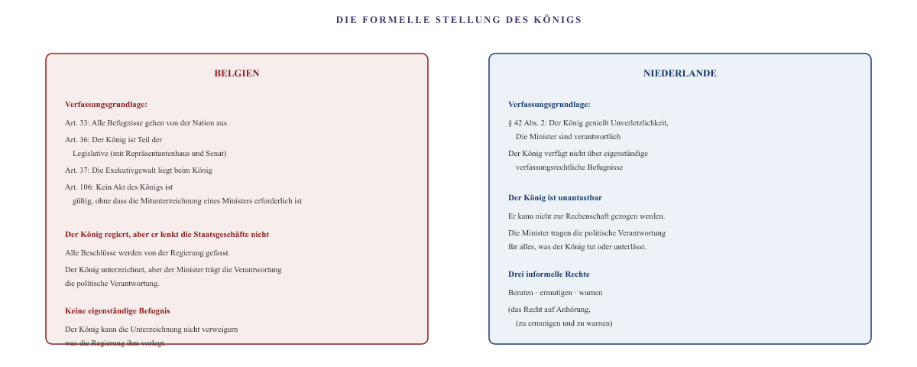 DIE FORMELLE STELLUNG DES KÖNIGS
BELGIEN
Verfassungsgrundlage:
Art. 33: Alle Befugnisse gehen von der Nation aus
Art. 36: Der König ist Teil der
Legislative (mit Repräsentantenhaus und Senat)
Art. 37: Die Exekutivgewalt liegt beim König
Art. 106: Kein Akt des Königs ist
gültig, ohne dass die Mitunterzeichnung eines Ministers erforderlich ist
Der König regiert, aber er lenkt die Staatsgeschäfte nicht
Alle Beschlüsse werden von der Regierung gefasst.
Der König unterzeichnet, aber der Minister trägt die Verantwortung
die politische Verantwortung.
Keine eigenständige Befugnis
Der König kann die Unterzeichnung nicht verweigern
was die Regierung ihm vorlegt.
NIEDERLANDE
Verfassungsgrundlage:
§ 42 Abs. 2: Der König genießt Unverletzlichkeit,
Die Minister sind verantwortlich
Der König verfügt nicht über eigenständige
verfassungsrechtliche Befugnisse
Der König ist unantastbar
Er kann nicht zur Rechenschaft gezogen werden.
Die Minister tragen die politische Verantwortung
für alles, was der König tut oder unterlässt.
Drei informelle Rechte
Beraten · ermutigen · warnen
(das Recht auf Anhörung,
(zu ermutigen und zu warnen)